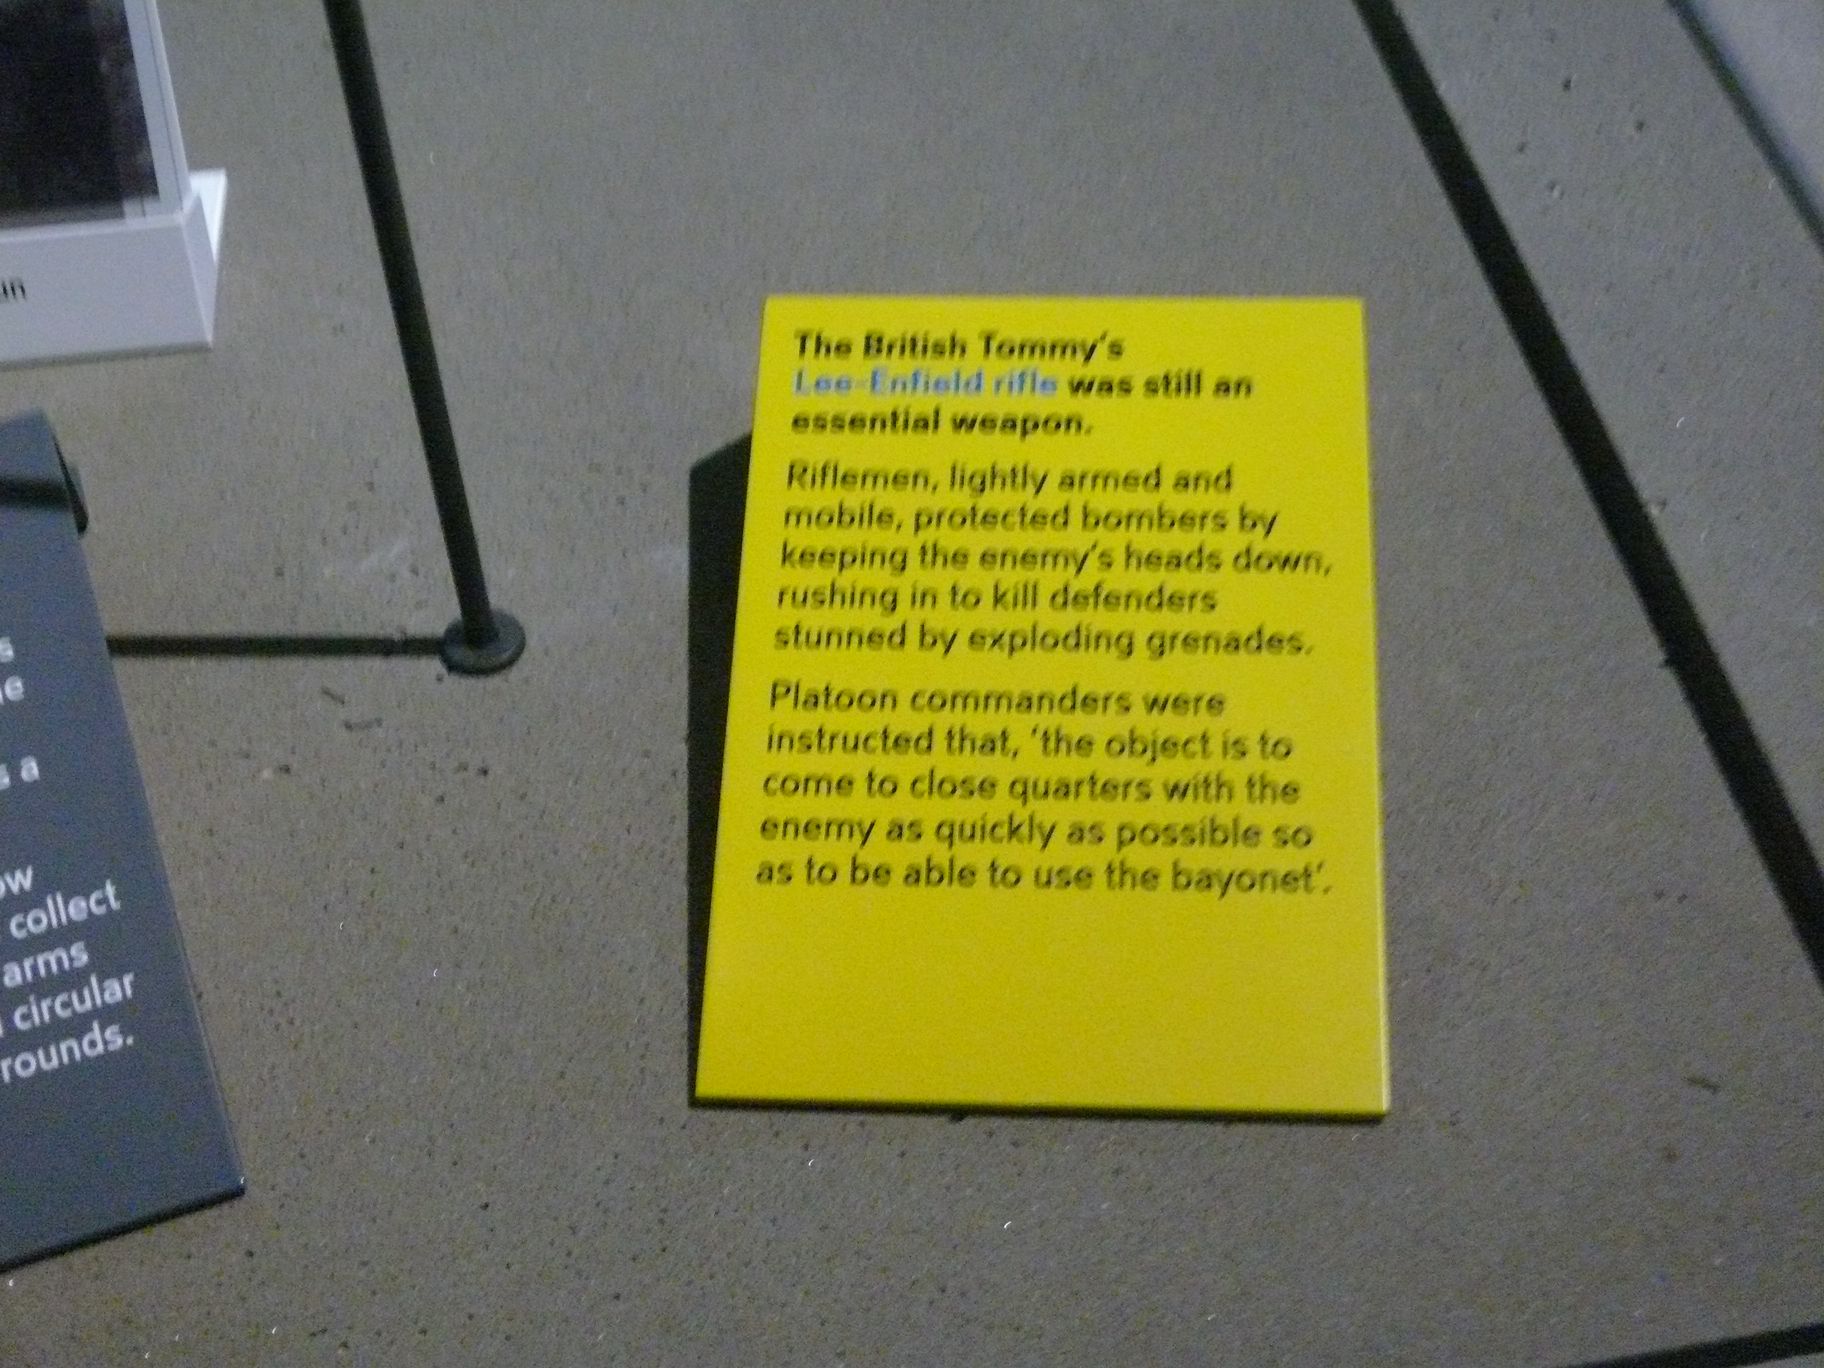 The British Tommy's
Lee-Enfield rifle was still an
essential weapon.
Riflemen, lightly armed and
mobile, protected bombers by
keeping the enemy's heads down,
rushing in to kill defenders
stunned by exploding grenades.
Platoon commanders were
instructed that, 'the object is to
come to close quarters with the
enemy as quickly as possible so
as to be able to use the bayonet'.
s a
collect
arms
circular
rounds.